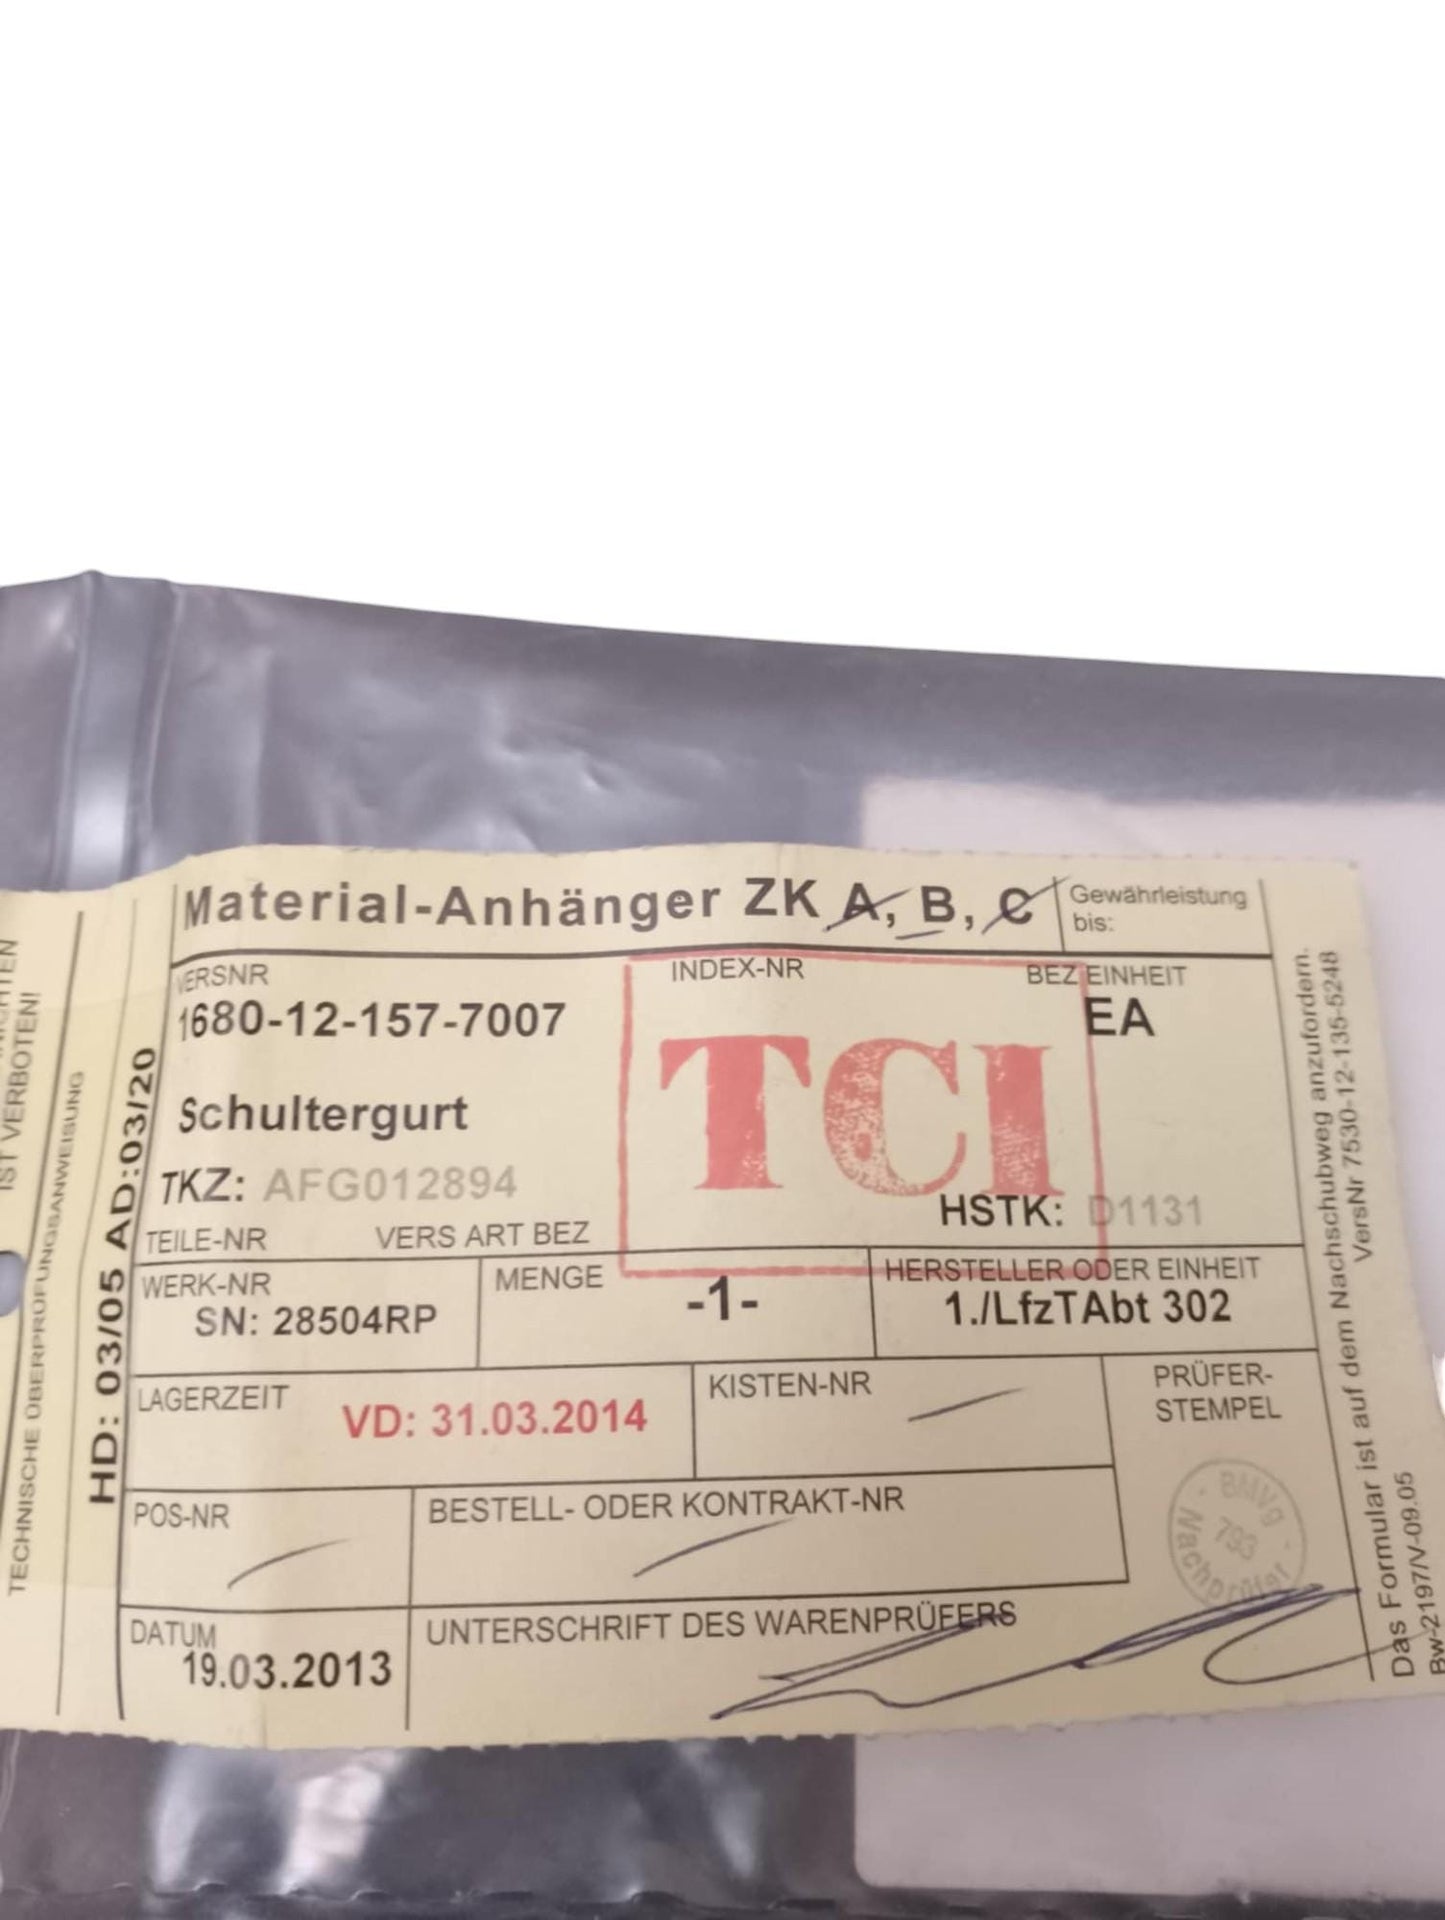 Material-Anhänger ZK A, B, C
Gewährleistung
bis:
VERSNR
INDEX-NR
BEZ EINHEIT
1680-12-157-7007
EA
TCI
Schultergurt
TKZ: AFG012894
HSTK: D1131
TEILE-NR
VERS ART BEZ
WERK-NR
SN: 28504RP
MENGE
-1-
HERSTELLER ODER EINHEIT
1./LfzTAbt 302
LAGERZEIT
VD: 31.03.2014
KISTEN-NR
PRÜFER-
STEMPEL
POS-NR
BESTELL- ODER KONTRAKT-NR
BMVg
793
Nachprüfer
DATUM
19.03.2013
UNTERSCHRIFT DES WARENPRÜFERS
HD: 03/05 AD:03/20
TECHNISCHE ÜBERPRÜFUNGSANWEISUNG
IST VERBOTEN!
Das Formular ist auf dem Nachschubweg anzufordern.
VersNr 7530-12-135-5248
Bw-2197/V-09.05